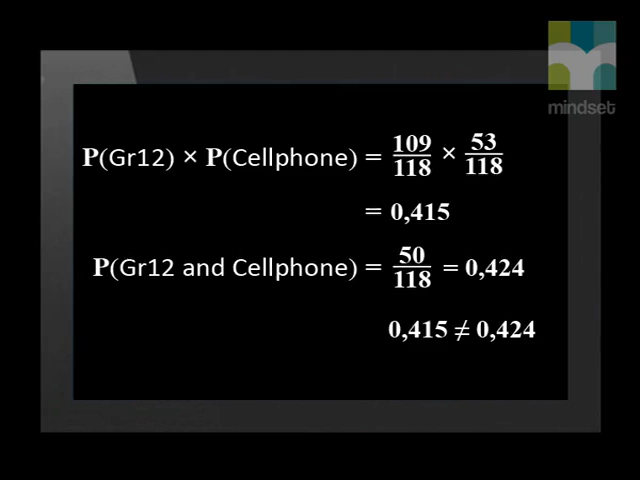 mindset
P(Gr12) × P(Cellphone) = 109/118 × 53/118
= 0,415
P(Gr12 and Cellphone) = 50/118 = 0,424
0,415 ≠ 0,424